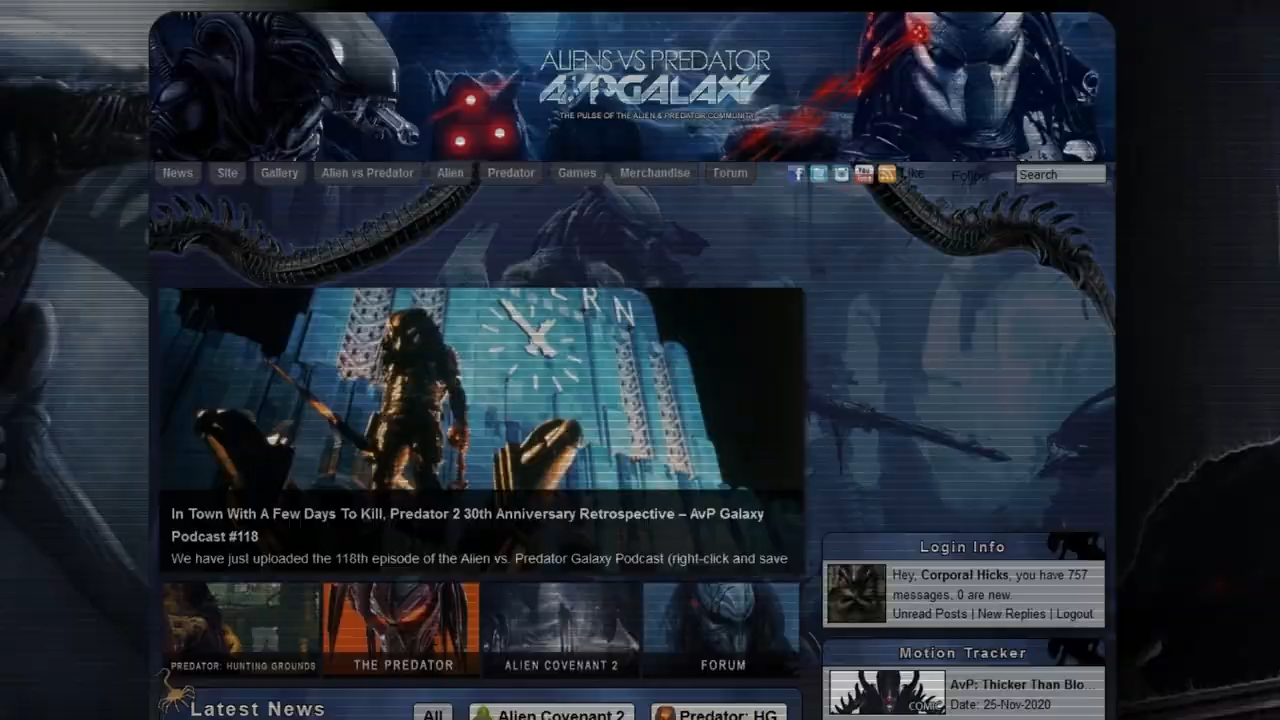 ALIENS VS PREDATOR
AVPGALAXY
THE PULSE OF THE ALIEN & PREDATOR COMMUNITY
News Site Gallery Alien vs Predator Alien Predator Games Merchandise Forum Like Follow Search
RN
In Town With A Few Days To Kill, Predator 2 30th Anniversary Retrospective – AvP Galaxy
Podcast #118
We have just uploaded the 118th episode of the Alien vs. Predator Galaxy Podcast (right-click and save
PREDATOR: HUNTING GROUNDS THE PREDATOR ALIEN COVENANT 2 FORUM
Latest News All Alien Covenant 2 Predator: HG
Login Info
Hey, Corporal Hicks, you have 757
messages, 0 are new.
Unread Posts | New Replies | Logout
Motion Tracker
COMIC
AvP: Thicker Than Blo...
Date: 25-Nov-2020